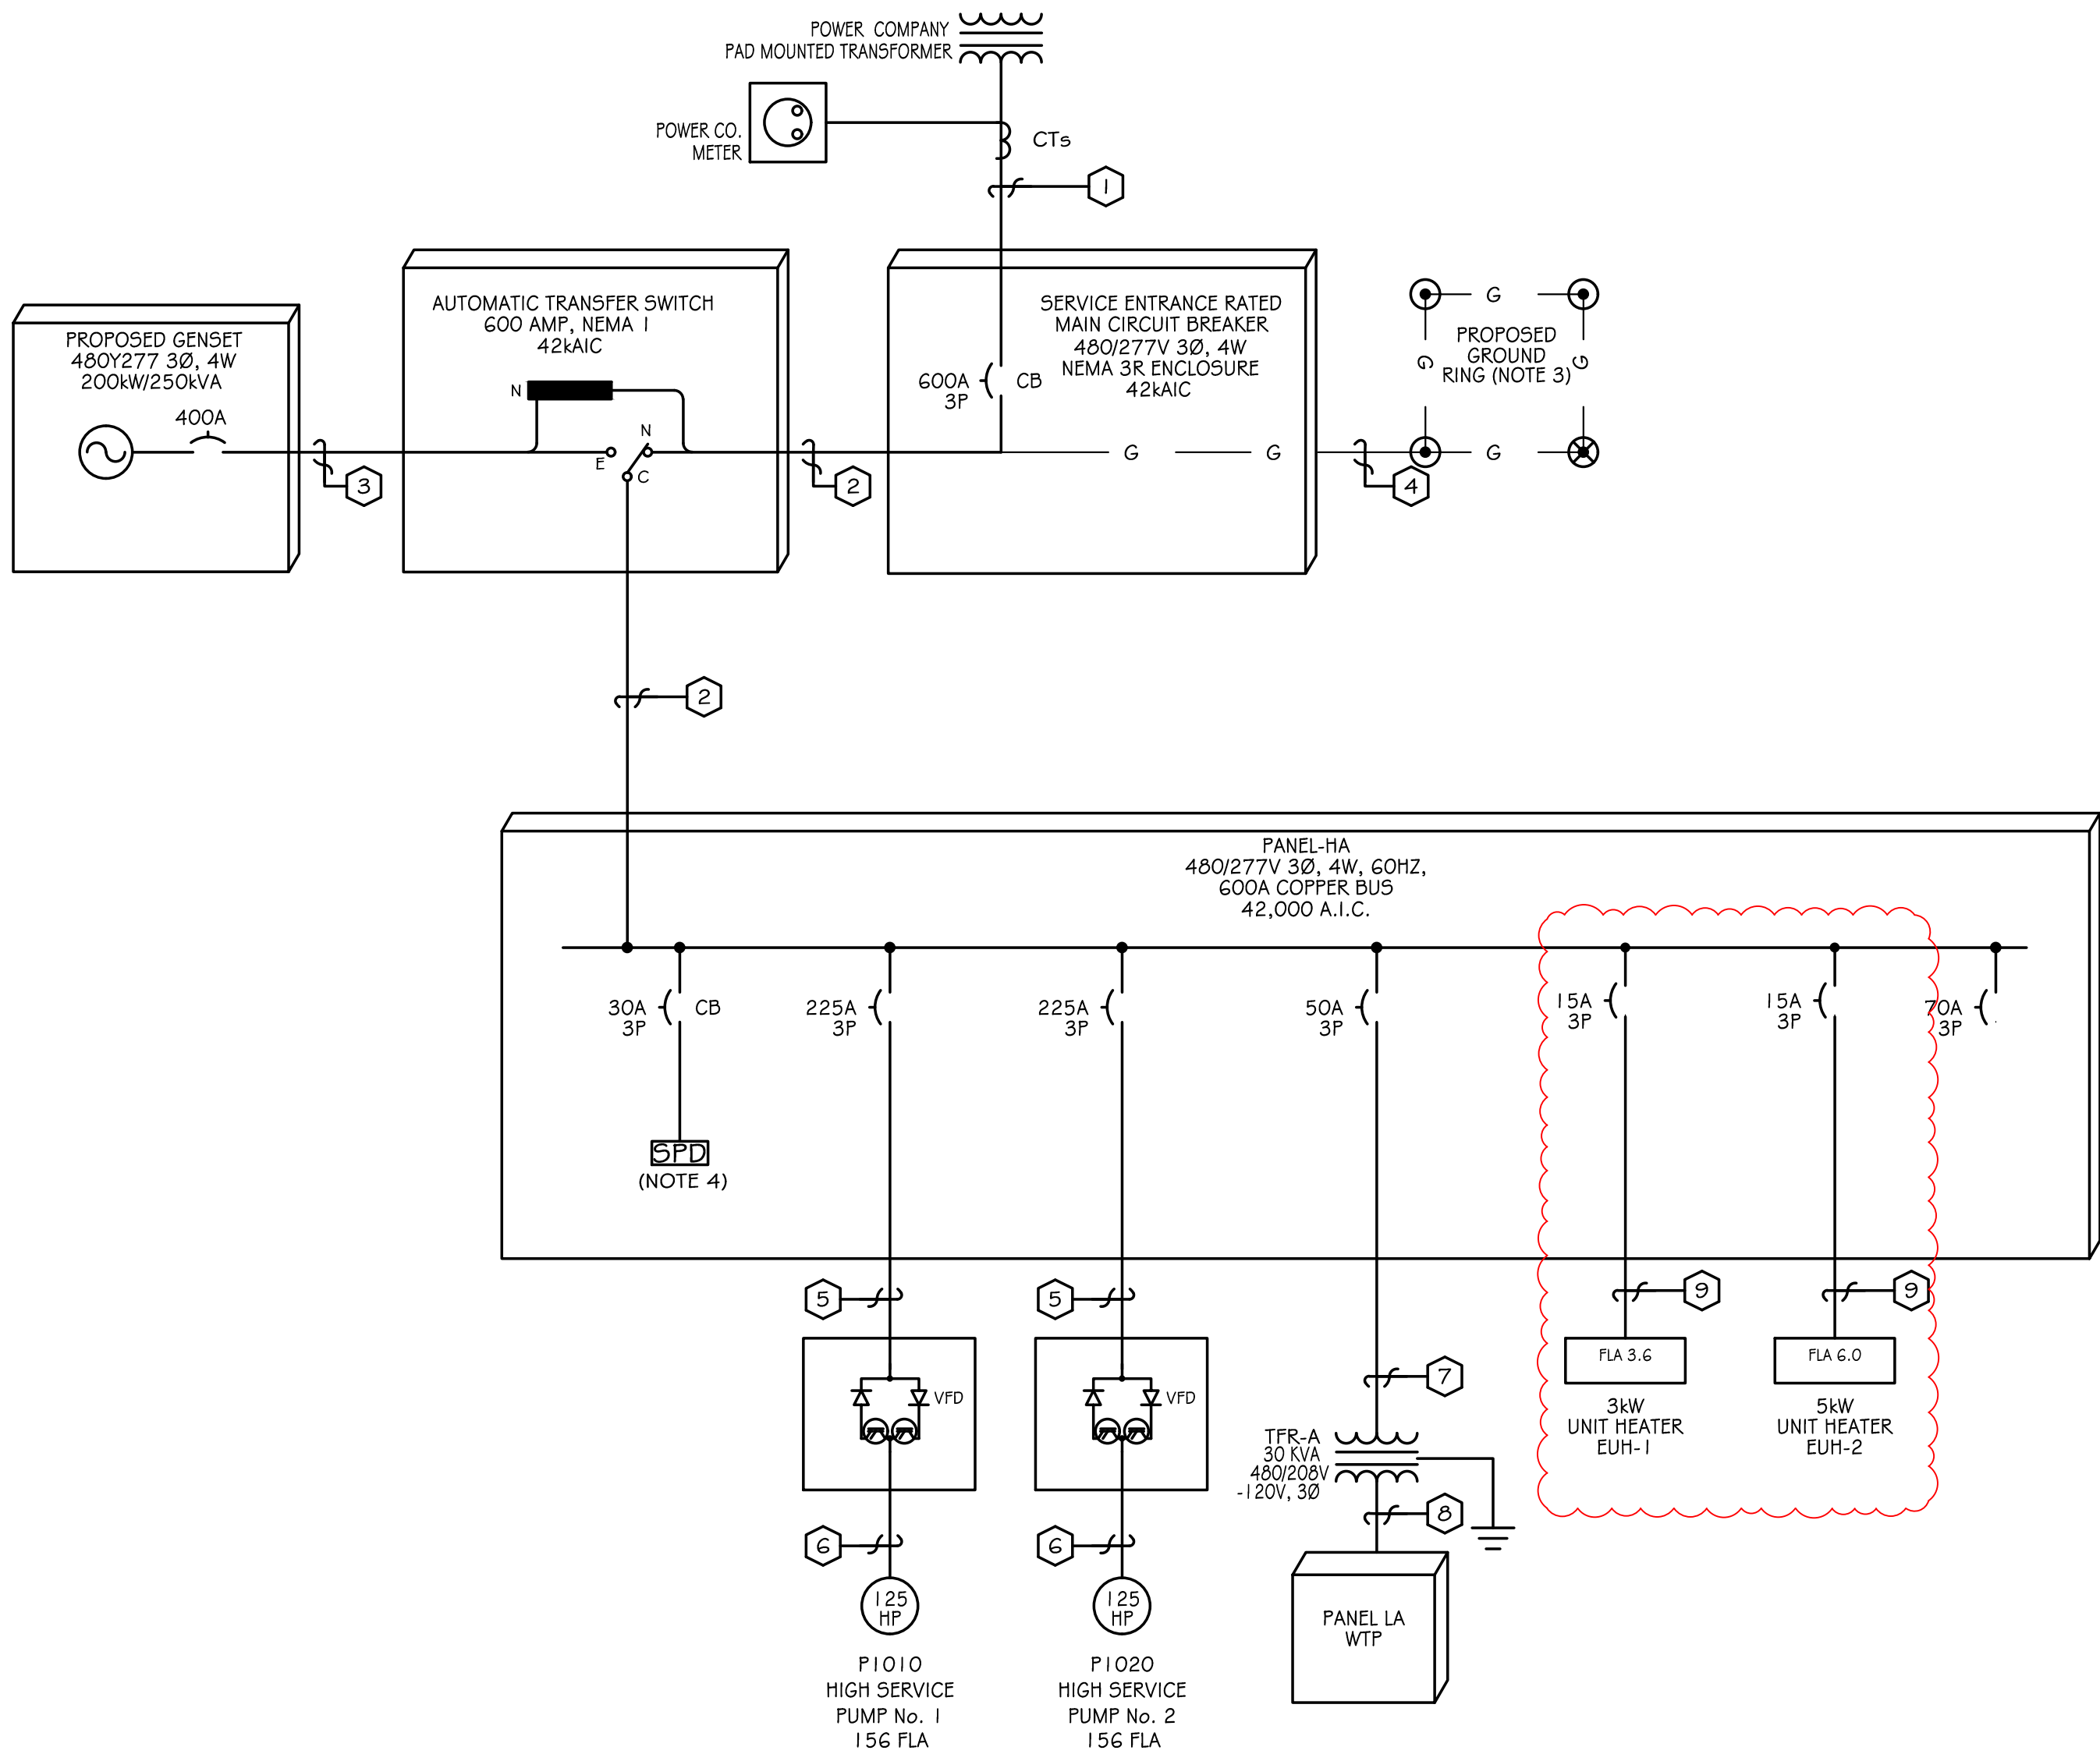 POWER COMPANY
PAD MOUNTED TRANSFORMER
POWER CO.
METER
CTs
1
PROPOSED GENSET
480Y277 3Ø, 4W
200kW/250kVA
400A
3
AUTOMATIC TRANSFER SWITCH
600 AMP, NEMA 1
42kAIC
N
N
E
C
2
SERVICE ENTRANCE RATED
MAIN CIRCUIT BREAKER
480/277V 3Ø, 4W
NEMA 3R ENCLOSURE
42kAIC
600A
3P
CB
G
G
4
G
PROPOSED
GROUND
RING (NOTE 3)
G
G
G
2
PANEL-HA
480/277V 3Ø, 4W, 60HZ,
600A COPPER BUS
42,000 A.I.C.
30A
3P
CB
225A
3P
225A
3P
50A
3P
15A
3P
15A
3P
70A
3P
SPD
(NOTE 4)
5
5
9
9
VFD
VFD
7
FLA 3.6
FLA 6.0
3kW
UNIT HEATER
EUH-1
5kW
UNIT HEATER
EUH-2
TFR-A
30 KVA
480/208V
-120V, 3Ø
8
6
6
125
HP
125
HP
PANEL LA
WTP
P1010
HIGH SERVICE
PUMP No. 1
156 FLA
P1020
HIGH SERVICE
PUMP No. 2
156 FLA